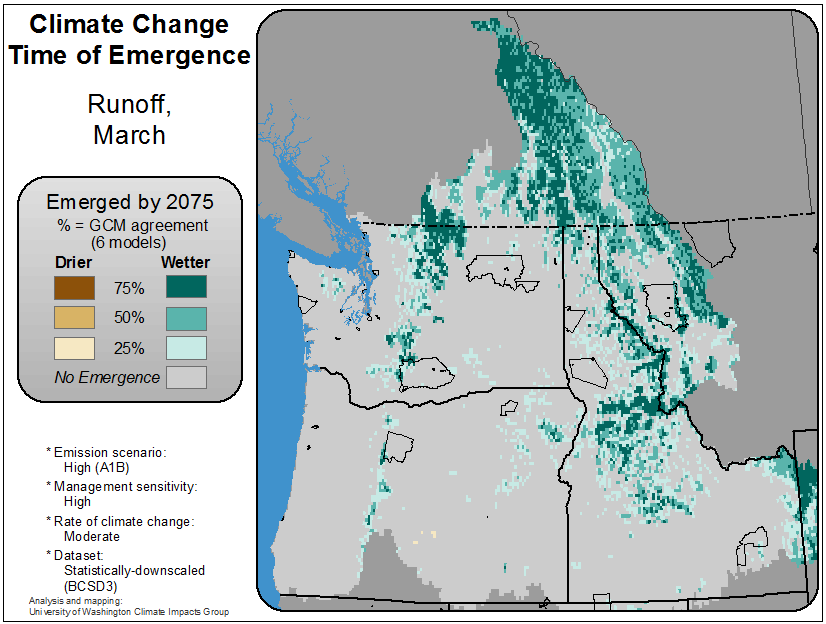 Climate Change
Time of Emergence
Runoff,
March
Emerged by 2075
% = GCM agreement
(6 models)
Drier Wetter
75%
50%
25%
No Emergence
* Emission scenario:
High (A1B)
* Management sensitivity:
High
* Rate of climate change:
Moderate
* Dataset:
Statistically-downscaled
(BCSD3)
Analysis and mapping:
University of Washington Climate Impacts Group